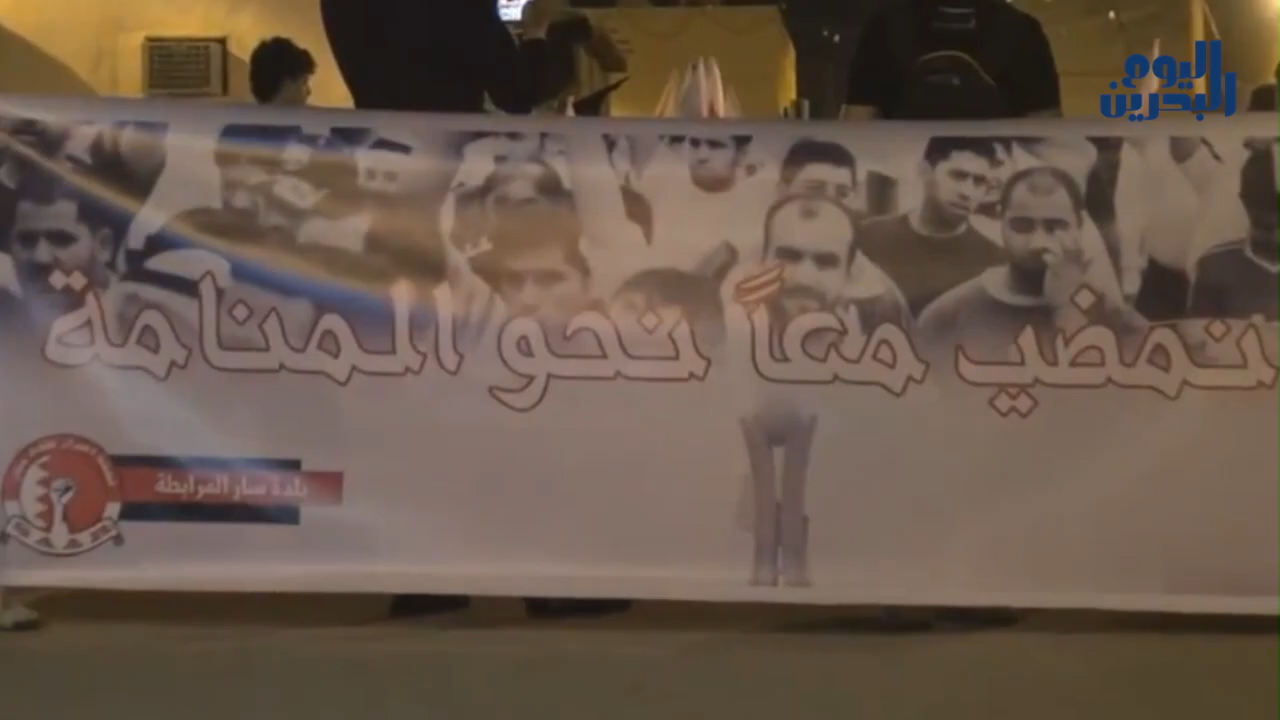 اليوم
البحرين
نمضي معاً نحو المنامة
بلدة سار المرابطة